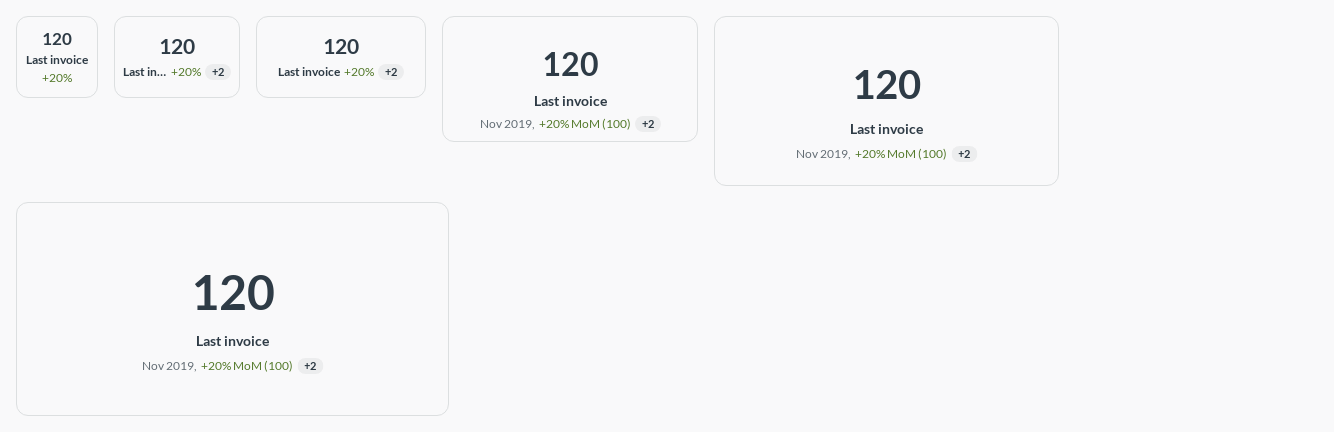 120
Last invoice
+20%
120
Last in... +20% +2
120
Last invoice +20% +2
120
Last invoice
Nov 2019, +20% MoM (100) +2
120
Last invoice
Nov 2019, +20% MoM (100) +2
120
Last invoice
Nov 2019, +20% MoM (100) +2